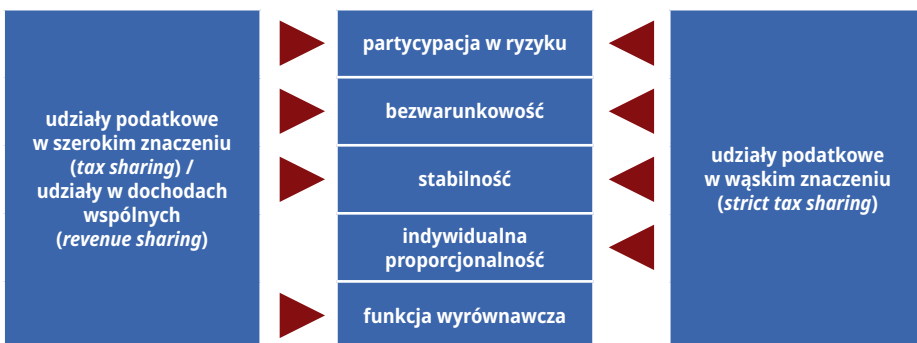 udziały podatkowe
w szerokim znaczeniu
(tax sharing) /
udziały w dochodach
wspólnych
(revenue sharing)
partycypacja w ryzyku
bezwarunkowość
stabilność
indywidualna
proporcjonalność
funkcja wyrównawcza
udziały podatkowe
w wąskim znaczeniu
(strict tax sharing)